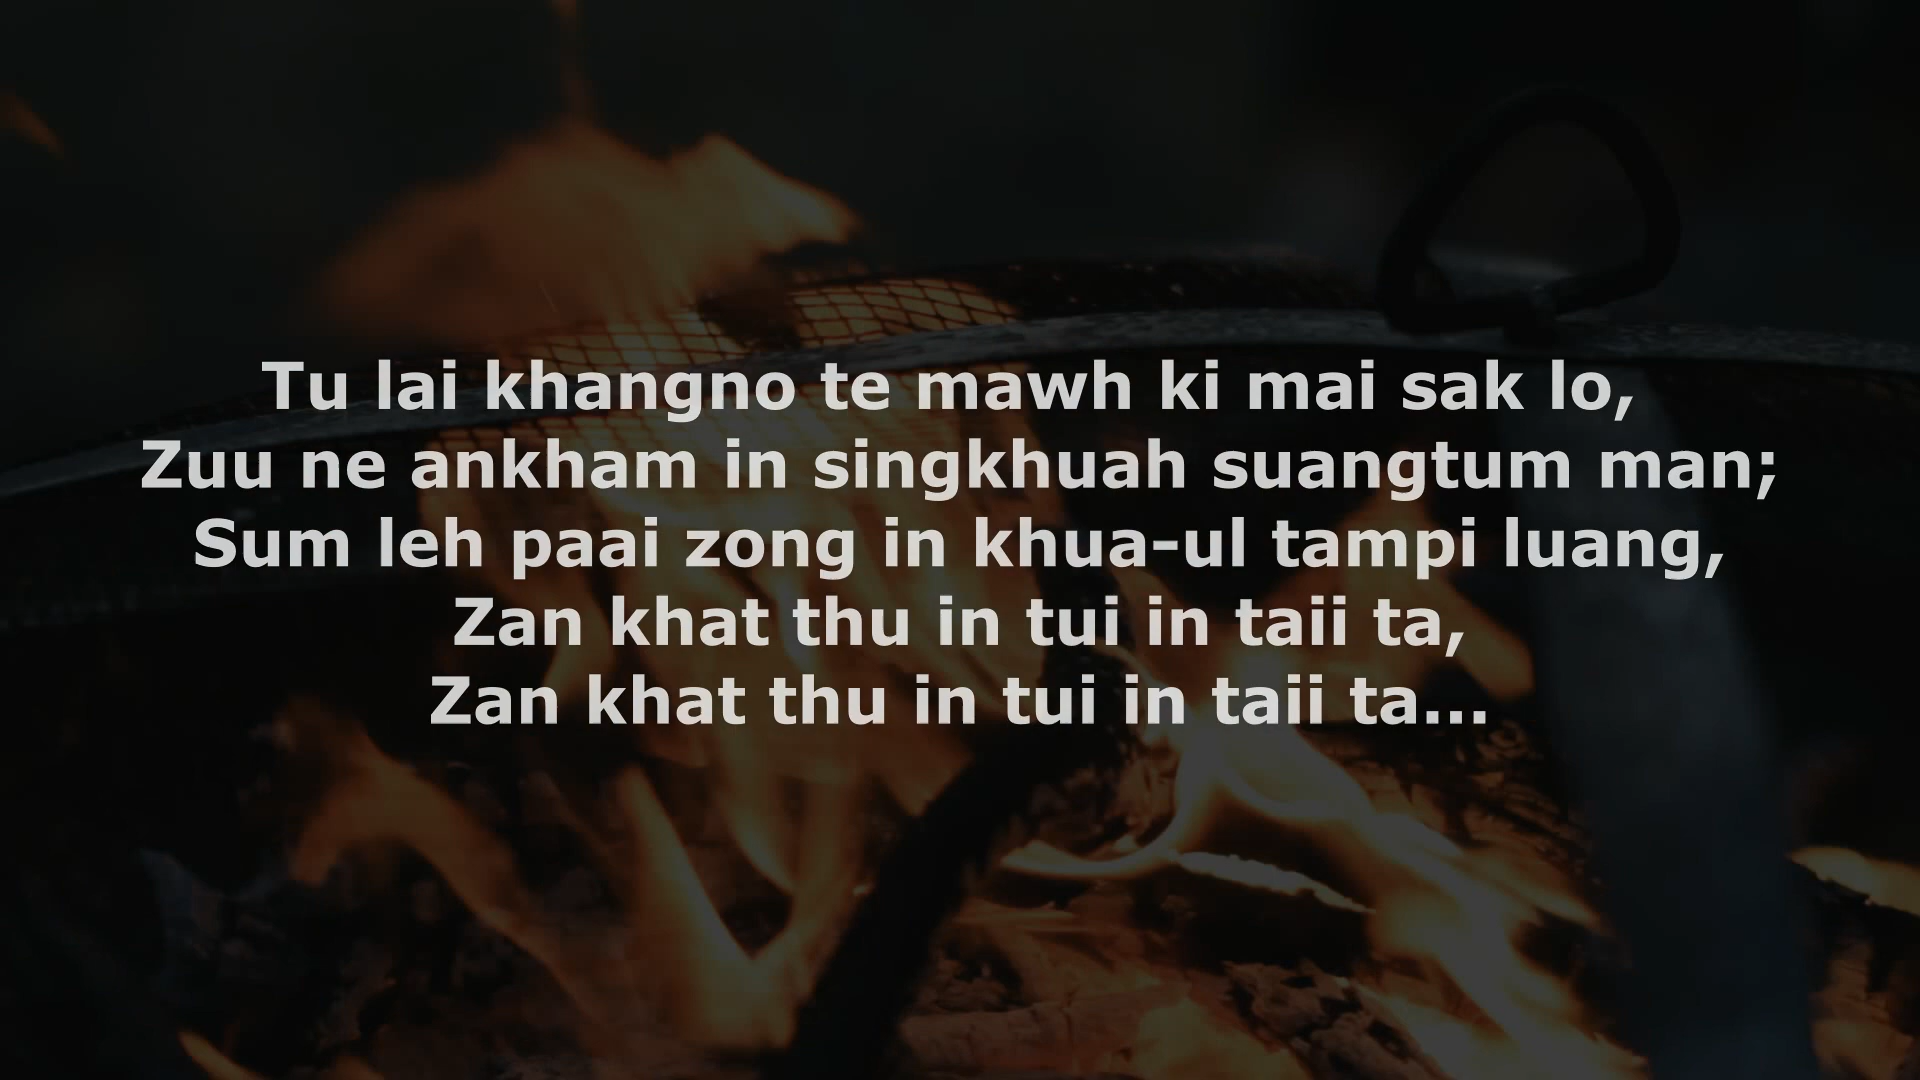 Tu lai khangno te mawh ki mai sak lo,
Zuu ne ankham in singkhuah suangtum man;
Sum leh paai zong in khua-ul tampi luang,
Zan khat thu in tui in taii ta,
Zan khat thu in tui in taii ta...